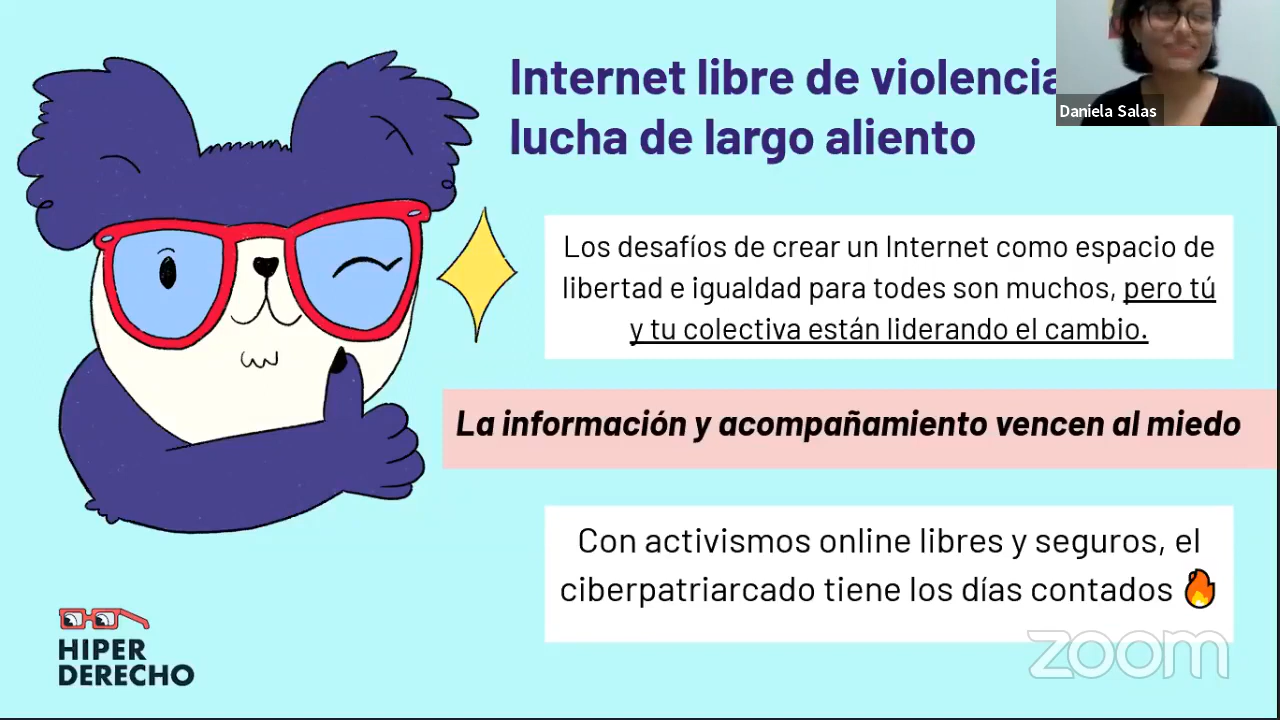 Internet libre de violencia
lucha de largo aliento
Daniela Salas
Los desafíos de crear un Internet como espacio de
libertad e igualdad para todes son muchos, pero tú
y tu colectiva están liderando el cambio.
La información y acompañamiento vencen al miedo
Con activismos online libres y seguros, el
ciberpatriarcado tiene los días contados 🔥
HIPER
DERECHO
zoom